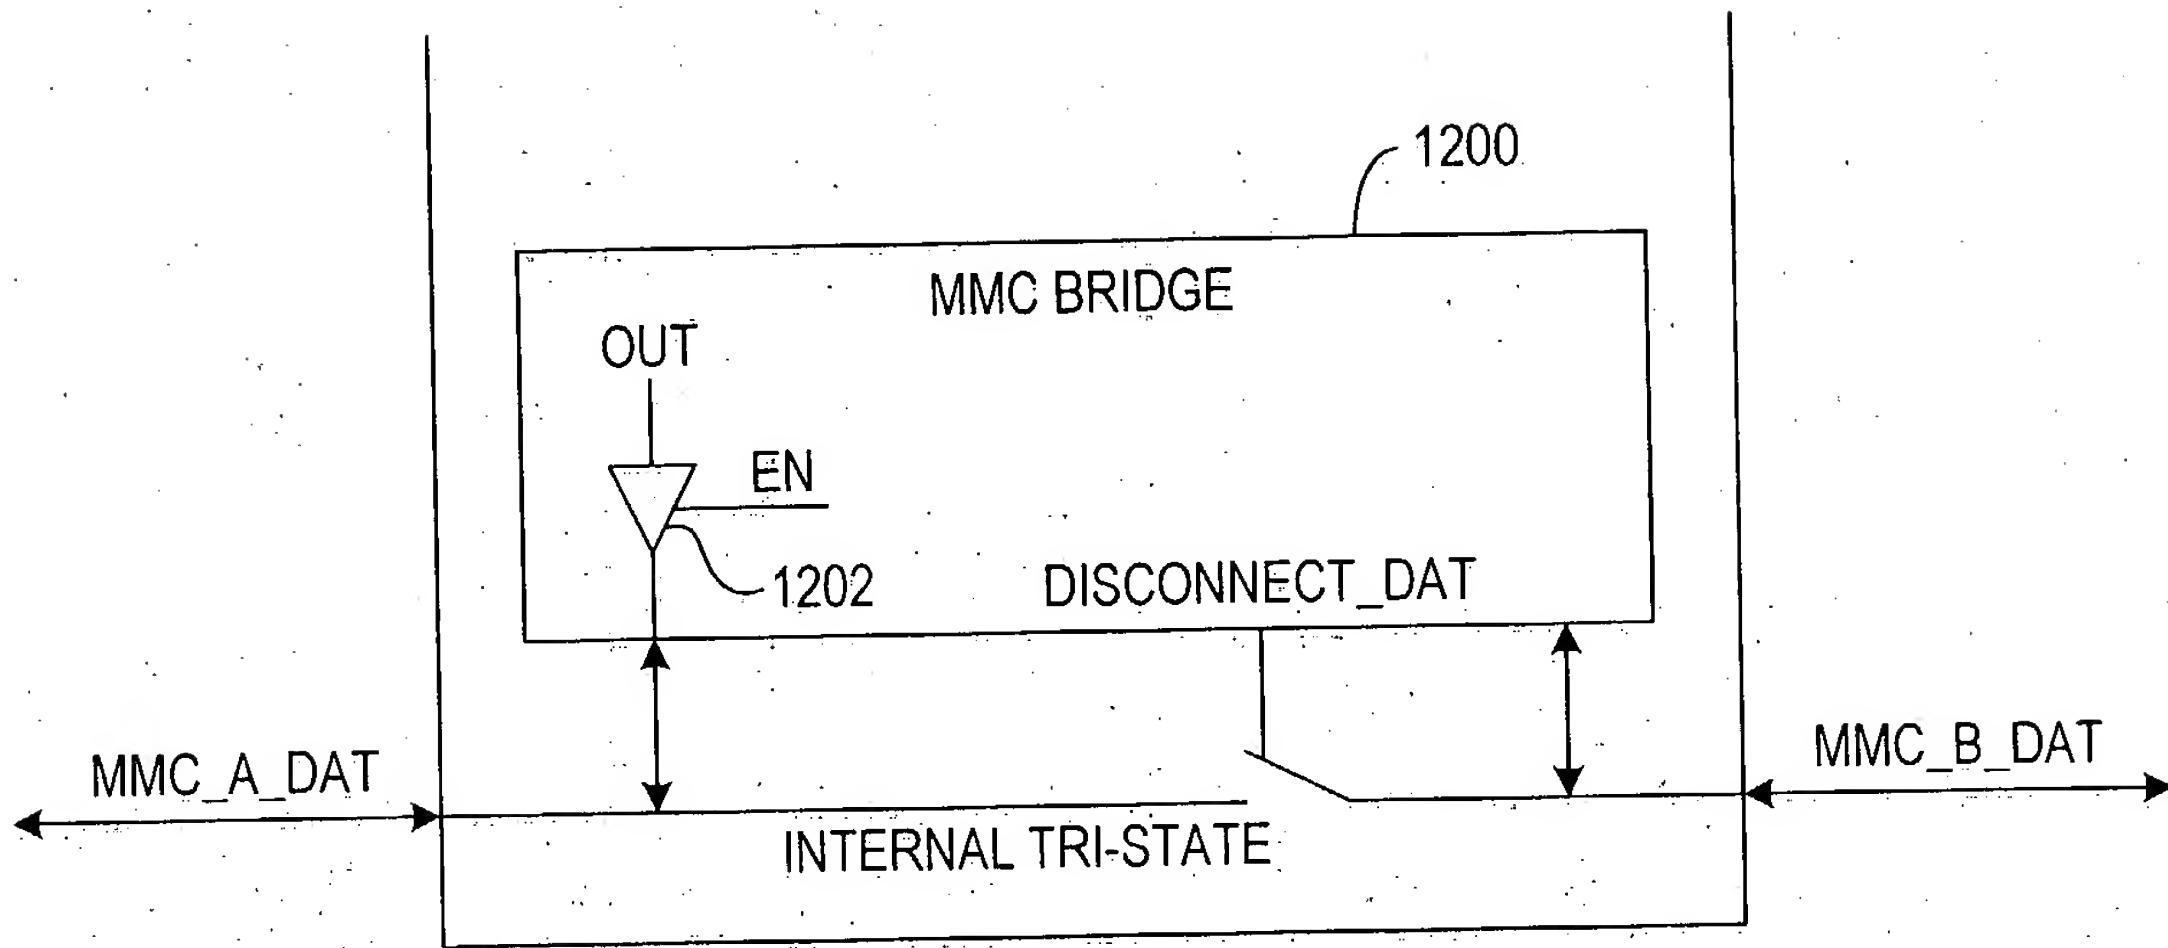 1200
MMC BRIDGE
OUT
EN
1202
DISCONNECT_DAT
MMC_A_DAT
MMC_B_DAT
INTERNAL TRI-STATE